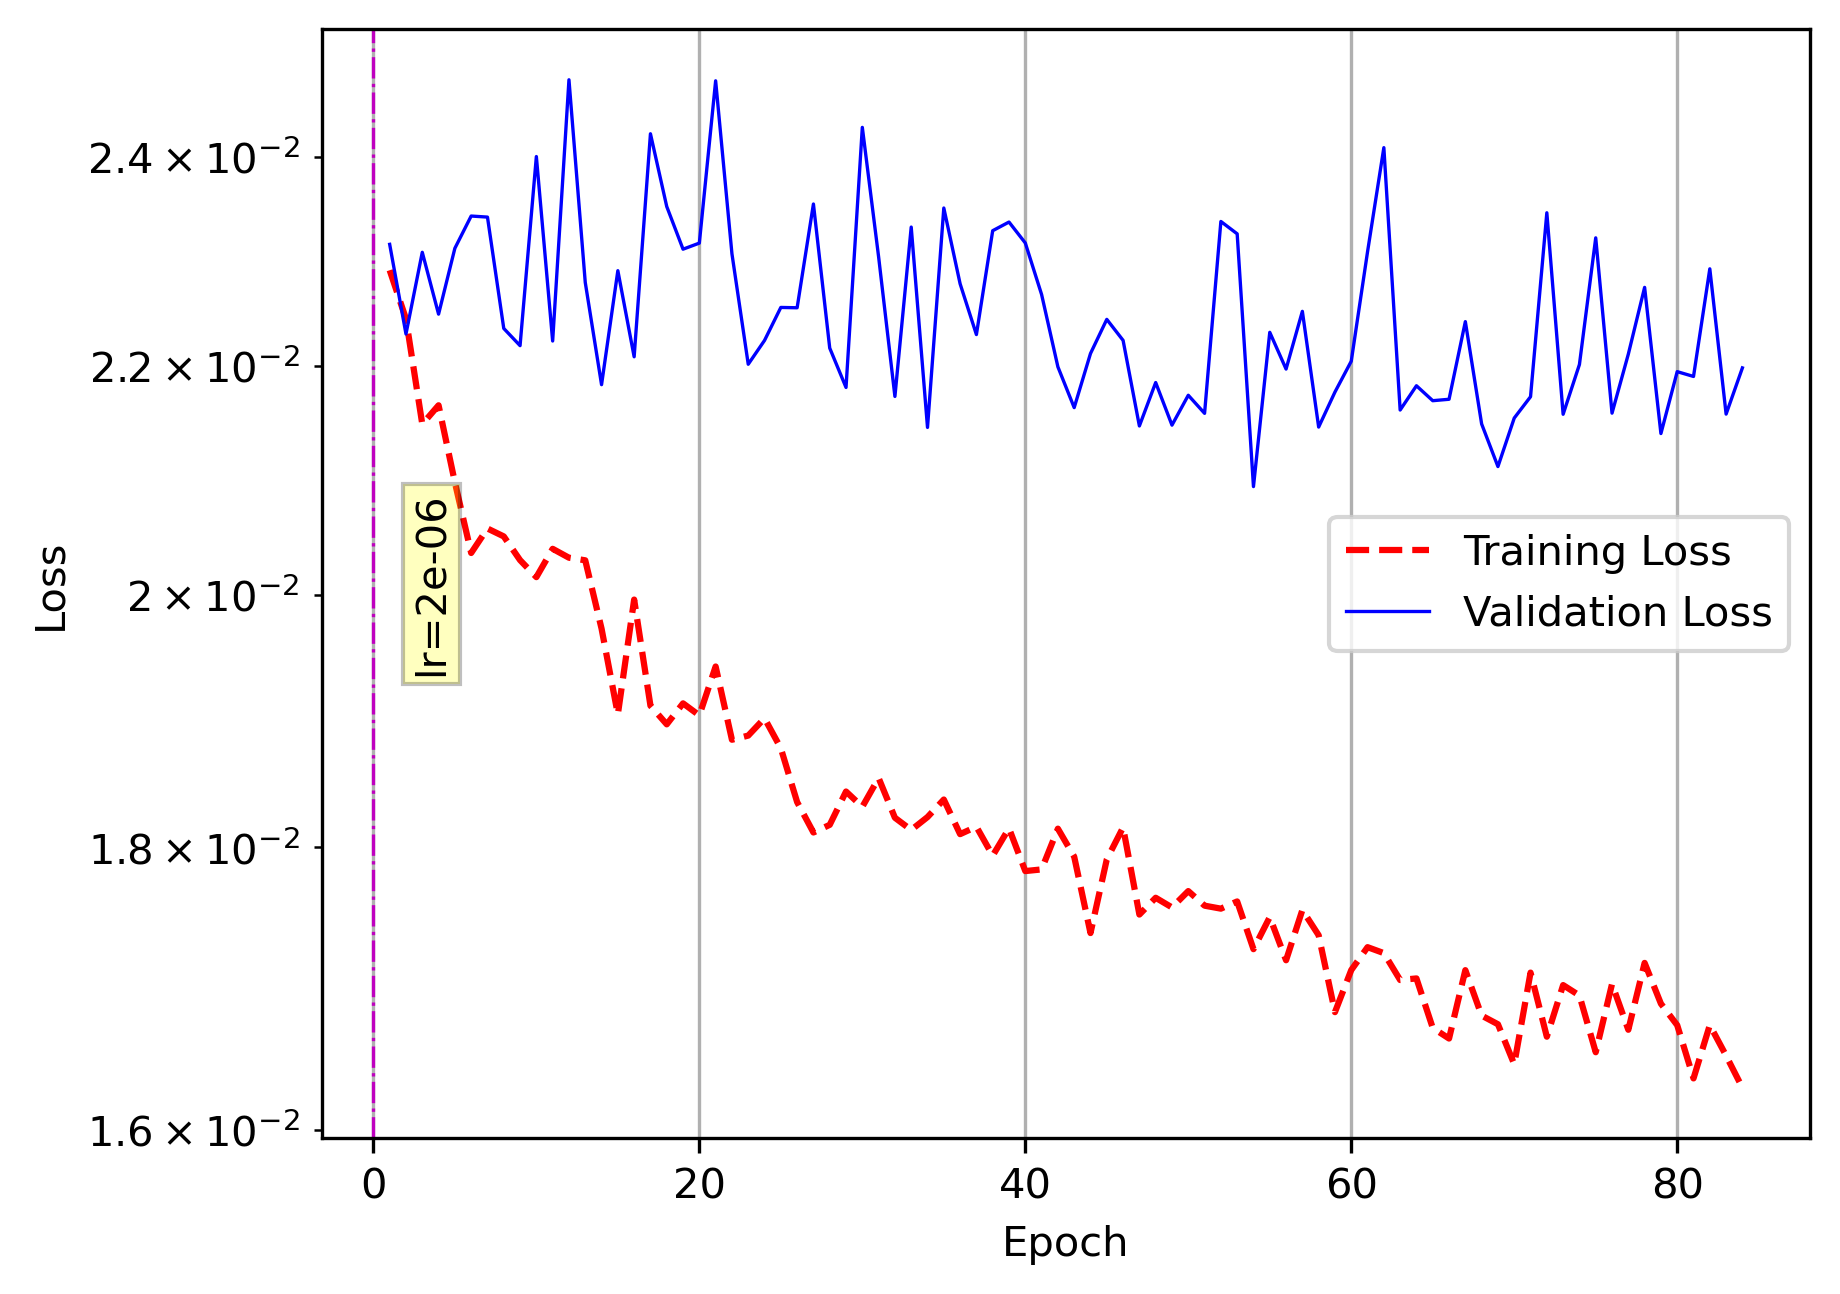 2.4 × 10⁻²
2.2 × 10⁻²
2 × 10⁻²
1.8 × 10⁻²
1.6 × 10⁻²
Loss
lr=2e-06
Training Loss
Validation Loss
0 20 40 60 80
Epoch